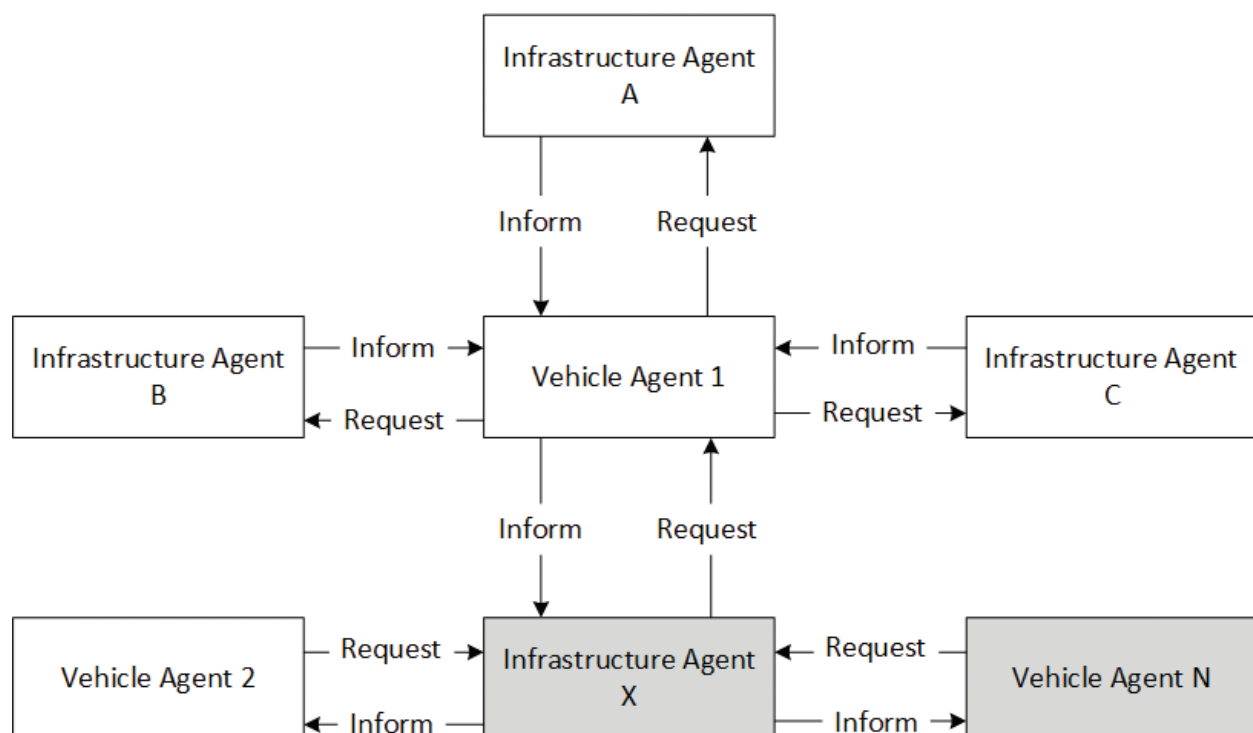 Infrastructure Agent
A
Inform
Request
Infrastructure Agent
B
Inform
Request
Vehicle Agent 1
Inform
Request
Infrastructure Agent
C
Inform
Request
Vehicle Agent 2
Request
Inform
Infrastructure Agent
X
Request
Inform
Vehicle Agent N